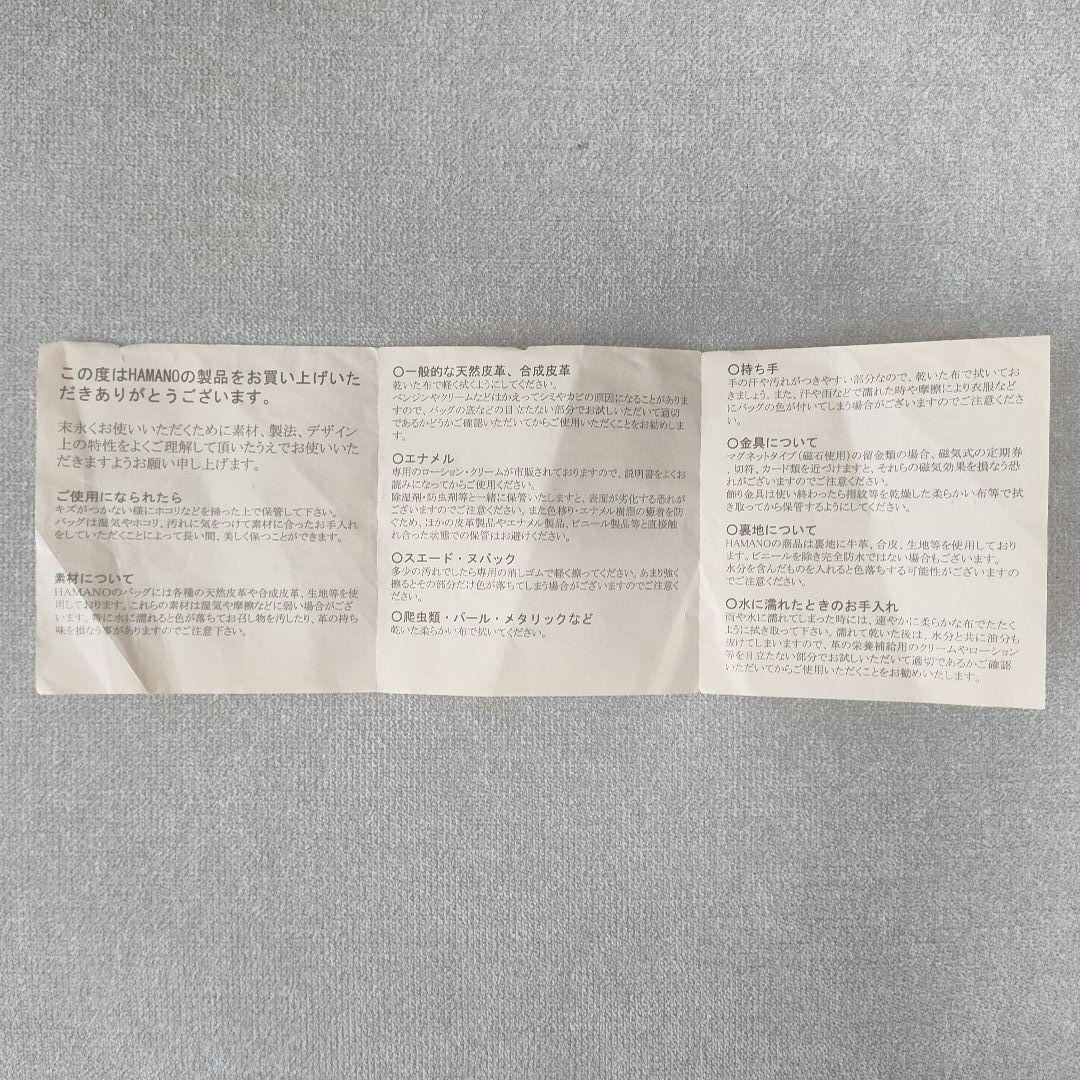 この度はHAMANOの製品をお買い上げいた
だきありがとうございます。
末永くお使いいただくために素材、製法、デザイン
上の特性をよくご理解して頂いたうえでお使いいた
だきますようお願い申し上げます。
ご使用になられたら
キズがつかない様にホコリなどを掃った上で保管して下さい。
バッグは湿気やホコリ、汚れに気をつけて素材に合ったお手入れ
をしていただくことによって長い間、美しく保つことができます。
素材について
HAMANOのバッグには各種の天然皮革や合成皮革、生地等を使
用しております。これらの素材は湿気や摩擦などに弱い場合がござ
います。特に水に濡れると色が落ちてお召し物を汚したり、革の持ち
味を損なう事がありますのでご注意下さい。
〇一般的な天然皮革、合成皮革
乾いた布で軽く拭くようにしてください。
ベンジンやクリームなどはかえってシミやカビの原因になることがありま
すので、バッグの底などの目立たない部分でお試しいただいて適切
であるかどうかご確認いただいてからご使用いただくことをお勧めしま
す。
〇エナメル
専用のローション・クリームが市販されておりますので、説明書をよくお
読みになってからご使用ください。
除湿剤・防虫剤等と一緒に保管いたしますと、表面が劣化する恐れが
ございますのでご注意ください。また色移り・エナメル樹脂の癒着を防
ぐため、ほかの皮革製品やエナメル製品、ビニール製品等と直接触
れ合った状態での保管はお避けください。
〇スエード・ヌバック
多少の汚れでしたら専用の消しゴムで軽く擦ってください。あまり強く
擦るとその部分だけ色が落ちてしまう場合がございますのでご注意く
ださい。
〇爬虫類・パール・メタリックなど
乾いた柔らかい布で拭いてください。
〇持ち手
手の汗や汚れがつきやすい部分なので、乾いた布で拭いてお
きましょう。また、汗や雨などで濡れた時や摩擦により衣服など
にバッグの色が付いてしまう場合がございますのでご注意くださ
い。
〇金具について
マグネットタイプ(磁石使用)の留金類の場合、磁気式の定期券
、切符、カード類を近づけますと、それらの磁気効果を損なう恐
れがございますのでご注意ください。
飾り金具は使い終わったら指紋等を乾燥した柔らかい布等で拭
き取ってから保管するようにしてください。
〇裏地について
HAMANOの商品は裏地に牛革、合皮、生地等を使用しており
ます。ビニールを除き完全防水ではない場合もございます。
水分を含んだものを入れると色落ちする可能性がございますの
でご注意ください。
〇水に濡れたときのお手入れ
雨や水に濡れてしまった時には、速やかに柔らかな布でたたく
ように拭き取って下さい。濡れて乾いた後は、水分と共に油分も
抜けてしまいますので、革の栄養補給用のクリームやローション
等を目立たない部分でお試しいただいて適切であるかご確認
いただいてからご使用いただくことをお勧めいたします。